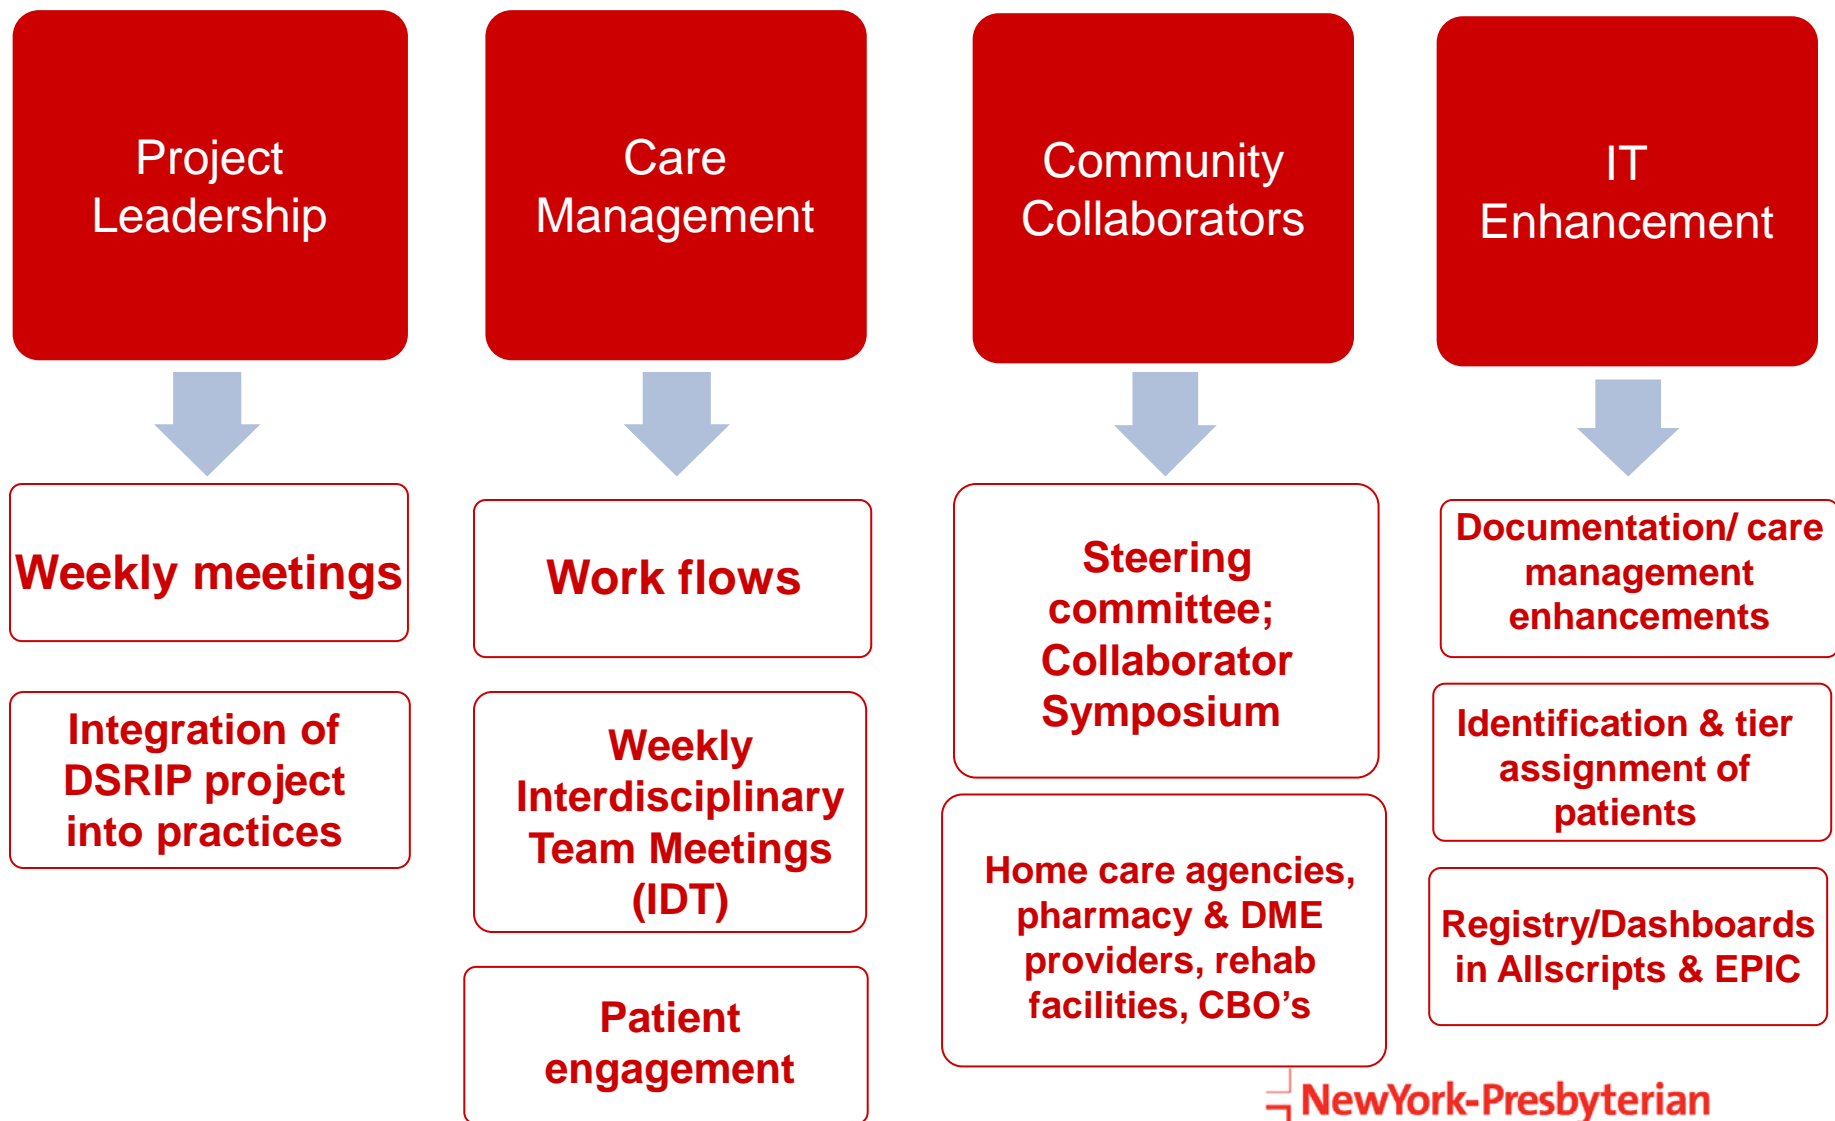 Project
Leadership
Care
Management
Community
Collaborators
IT
Enhancement
Weekly meetings
Integration of
DSRIP project
into practices
Work flows
Weekly
Interdisciplinary
Team Meetings
(IDT)
Patient
engagement
Steering
committee;
Collaborator
Symposium
Home care agencies,
pharmacy & DME
providers, rehab
facilities, CBO’s
Documentation/ care
management
enhancements
Identification & tier
assignment of
patients
Registry/Dashboards
in Allscripts & EPIC
NewYork-Presbyterian